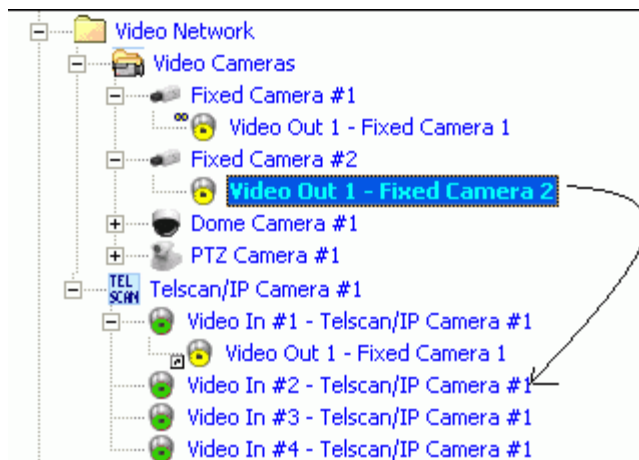 Video Network
Video Cameras
Fixed Camera #1
Video Out 1 - Fixed Camera 1
Fixed Camera #2
Video Out 1 - Fixed Camera 2
Dome Camera #1
PTZ Camera #1
TEL
SCAN
Telscan/IP Camera #1
Video In #1 - Telscan/IP Camera #1
Video Out 1 - Fixed Camera 1
Video In #2 - Telscan/IP Camera #1
Video In #3 - Telscan/IP Camera #1
Video In #4 - Telscan/IP Camera #1